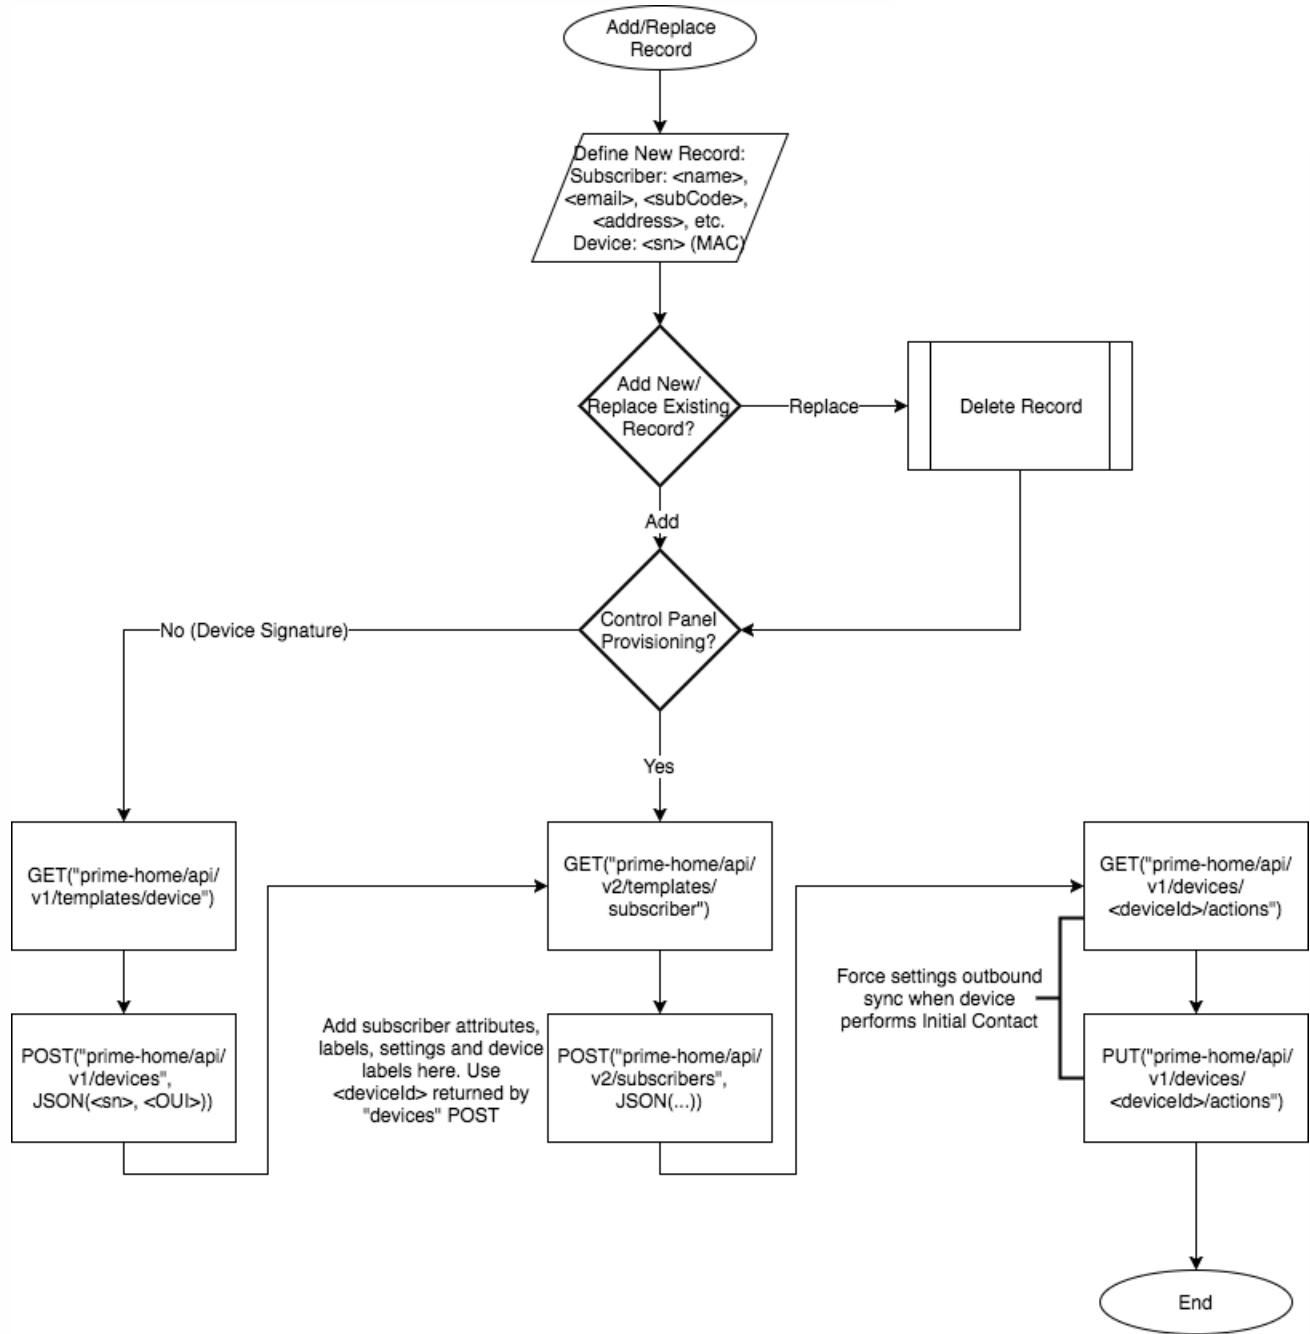 Add/Replace
Record
Define New Record:
Subscriber: <name>,
<email>, <subCode>,
<address>, etc.
Device: <sn> (MAC)
Add New/
Replace Existing
Record?
Replace
Delete Record
Add
Control Panel
Provisioning?
No (Device Signature)
Yes
GET("prime-home/api/
v1/templates/device")
GET("prime-home/api/
v2/templates/
subscriber")
GET("prime-home/api/
v1/devices/
<deviceId>/actions")
Force settings outbound
sync when device
performs Initial Contact
POST("prime-home/api/
v1/devices",
JSON(<sn>, <OUI>))
Add subscriber attributes,
labels, settings and device
labels here. Use
<deviceId> returned by
"devices" POST
POST("prime-home/api/
v2/subscribers",
JSON(...))
PUT("prime-home/api/
v1/devices/
<deviceId>/actions")
End